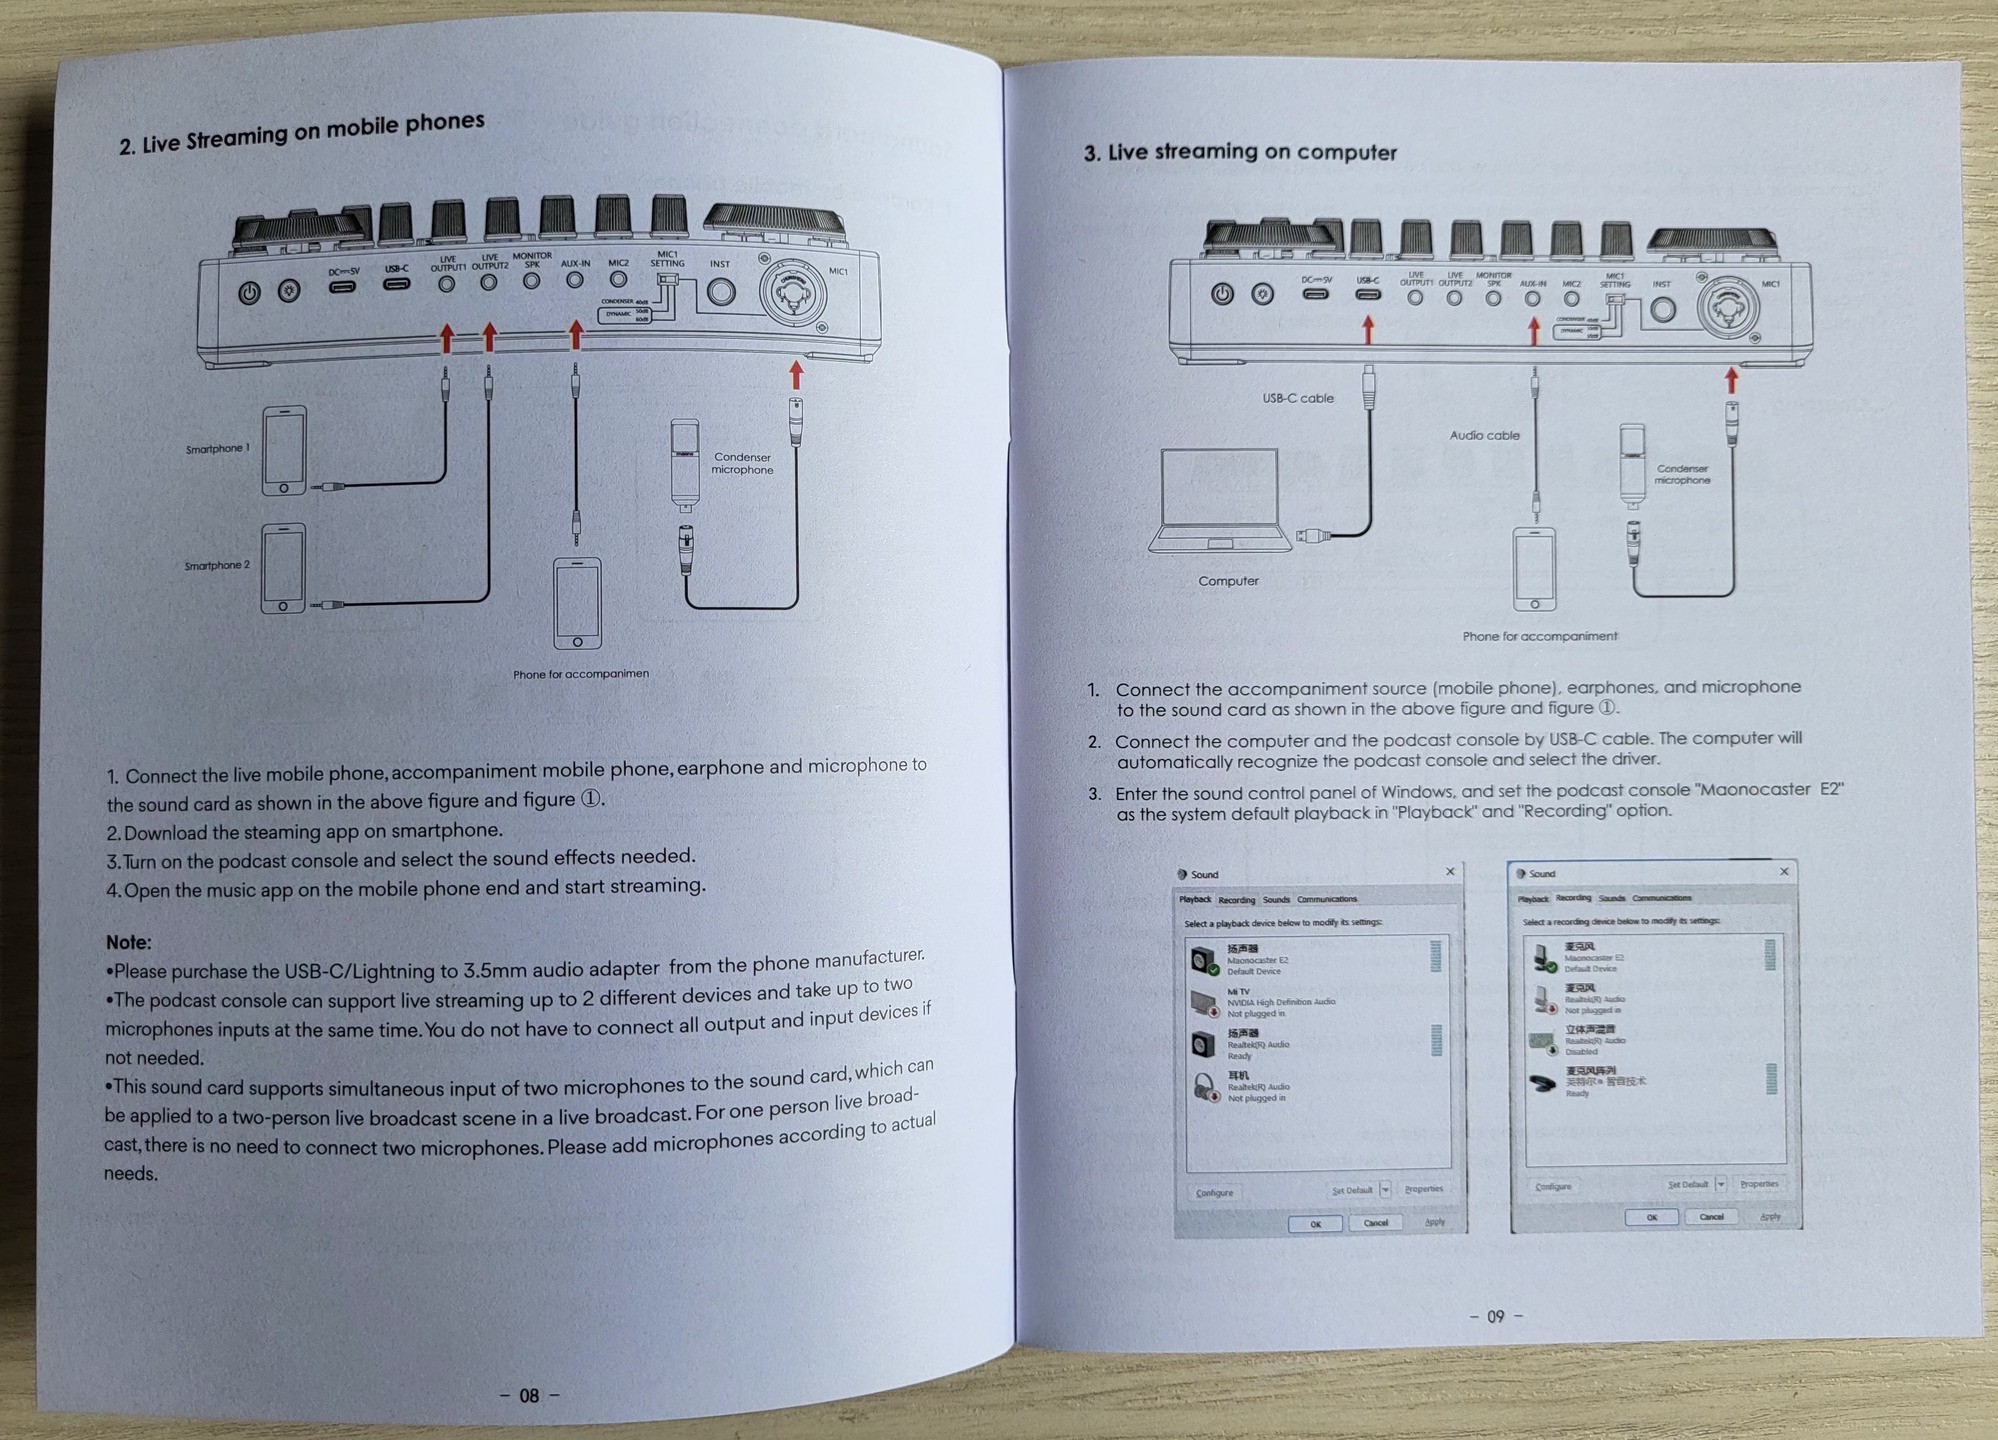 2. Live Streaming on mobile phones
DC⎓5V
USB-C
LIVE
OUTPUT1
LIVE
OUTPUT2
MONITOR
SPK
AUX-IN
MIC2
MIC1
SETTING
INST
MIC1
CONDENSER 40dB
DYNAMIC 50dB
60dB
Smartphone 1
Smartphone 2
Condenser
microphone
Phone for accompanimen
1. Connect the live mobile phone, accompaniment mobile phone, earphone and microphone to
the sound card as shown in the above figure and figure ①.
2.Download the steaming app on smartphone.
3.Turn on the podcast console and select the sound effects needed.
4.Open the music app on the mobile phone end and start streaming.
Note:
•Please purchase the USB-C/Lightning to 3.5mm audio adapter from the phone manufacturer.
•The podcast console can support live streaming up to 2 different devices and take up to two
microphones inputs at the same time. You do not have to connect all output and input devices if
not needed.
•This sound card supports simultaneous input of two microphones to the sound card, which can
be applied to a two-person live broadcast scene in a live broadcast. For one person live broad-
cast, there is no need to connect two microphones. Please add microphones according to actual
needs.
– 08 –
3. Live streaming on computer
DC⎓5V
USB-C
LIVE
OUTPUT1
LIVE
OUTPUT2
MONITOR
SPK
AUX-IN
MIC2
MIC1
SETTING
INST
MIC1
CONDENSER
DYNAMIC
USB-C cable
Audio cable
Condenser
microphone
Computer
Phone for accompaniment
1. Connect the accompaniment source (mobile phone), earphones, and microphone
to the sound card as shown in the above figure and figure ①.
2. Connect the computer and the podcast console by USB-C cable. The computer will
automatically recognize the podcast console and select the driver.
3. Enter the sound control panel of Windows, and set the podcast console "Maonocaster E2"
as the system default playback in "Playback" and "Recording" option.
Sound
Playback Recording Sounds Communications
Select a playback device below to modify its settings:
扬声器
Maonocaster E2
Default Device
Mi TV
NVIDIA High Definition Audio
Not plugged in
扬声器
Realtek(R) Audio
Ready
耳机
Realtek(R) Audio
Not plugged in
Configure Set Default Properties
OK Cancel Apply
Sound
Playback Recording Sounds Communications
Select a recording device below to modify its settings:
麦克风
Maonocaster E2
Default Device
麦克风
Realtek(R) Audio
Not plugged in
立体声混音
Realtek(R) Audio
Disabled
麦克风阵列
英特尔® 智音技术
Ready
Configure Set Default Properties
OK Cancel Apply
– 09 –